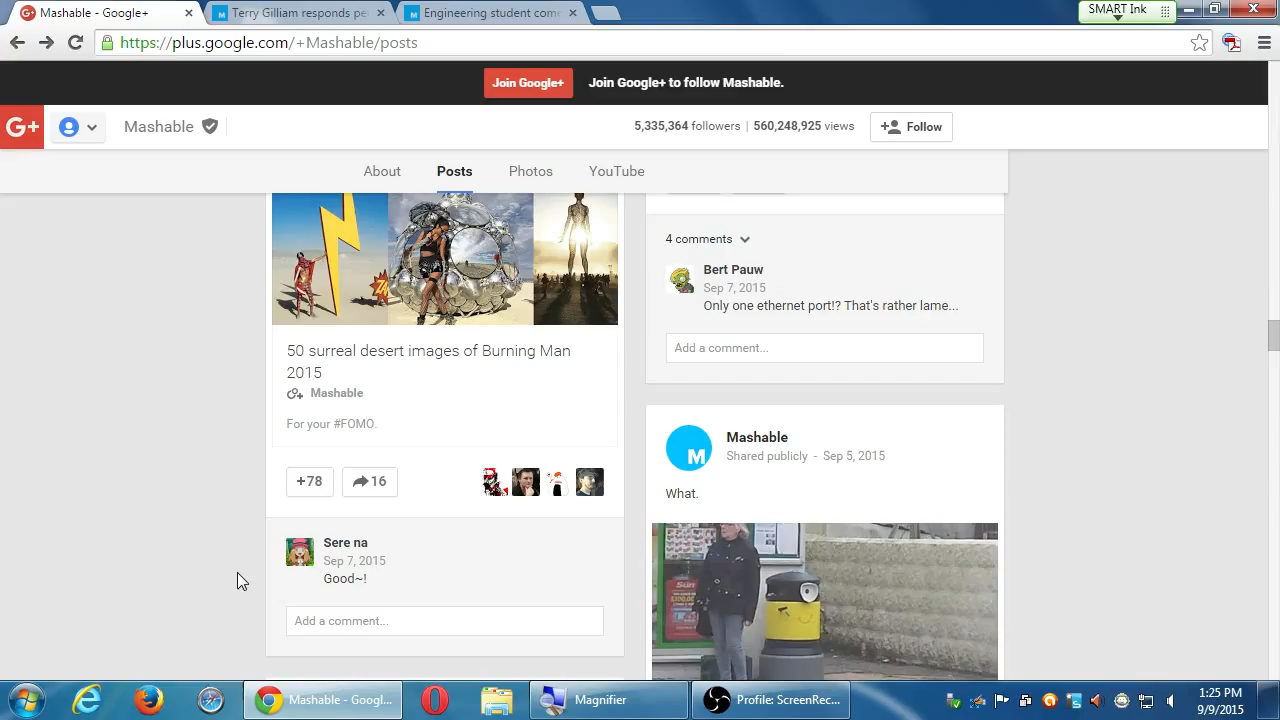 Mashable - Google+
Terry Gilliam responds pe
Engineering student com
SMART Ink
https://plus.google.com/+Mashable/posts
Join Google+
Join Google+ to follow Mashable.
G+
Mashable
5,335,364 followers | 560,248,925 views
Follow
About
Posts
Photos
YouTube
50 surreal desert images of Burning Man
2015
Mashable
For your #FOMO.
+78
16
Sere na
Sep 7, 2015
Good~!
Add a comment...
4 comments
Bert Pauw
Sep 7, 2015
Only one ethernet port!? That's rather lame...
Add a comment...
M
Mashable
Shared publicly - Sep 5, 2015
What.
Sun
Mashable - Googl...
Magnifier
Profile: ScreenRec...
1:25 PM
9/9/2015